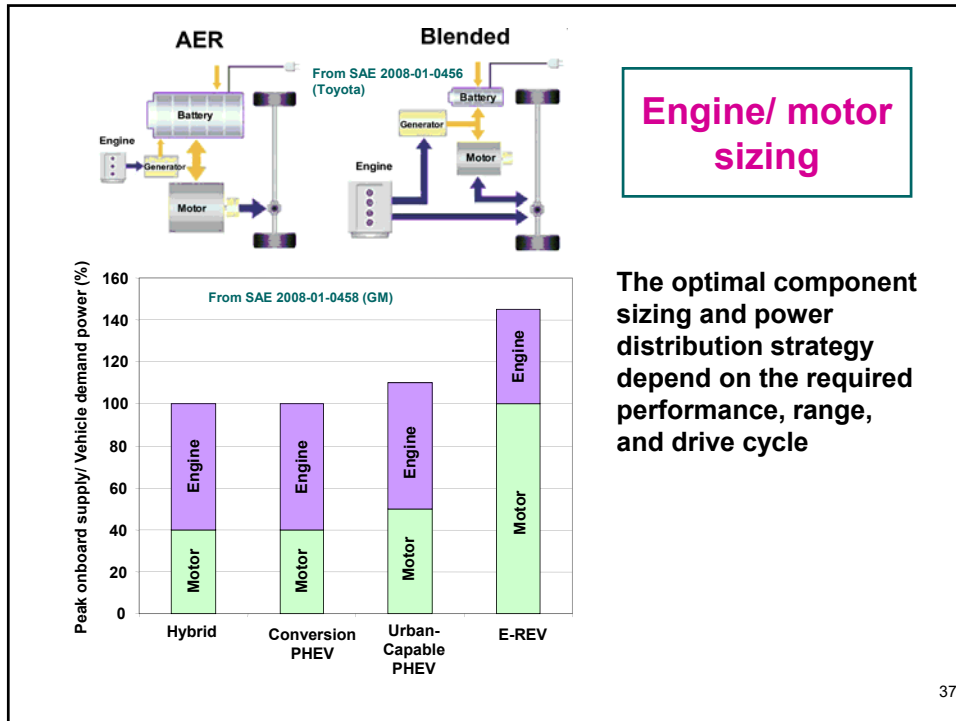 AER
Blended
From SAE 2008-01-0456
(Toyota)
Battery
Engine
Generator
Motor
Battery
Generator
Engine
Motor
Engine/ motor
sizing
The optimal component
sizing and power
distribution strategy
depend on the required
performance, range,
and drive cycle
From SAE 2008-01-0458 (GM)
Peak onboard supply/ Vehicle demand power (%)
160
140
120
100
80
60
40
20
0
Engine
Motor
Engine
Motor
Engine
Motor
Engine
Motor
Hybrid
Conversion
PHEV
Urban-
Capable
PHEV
E-REV
37